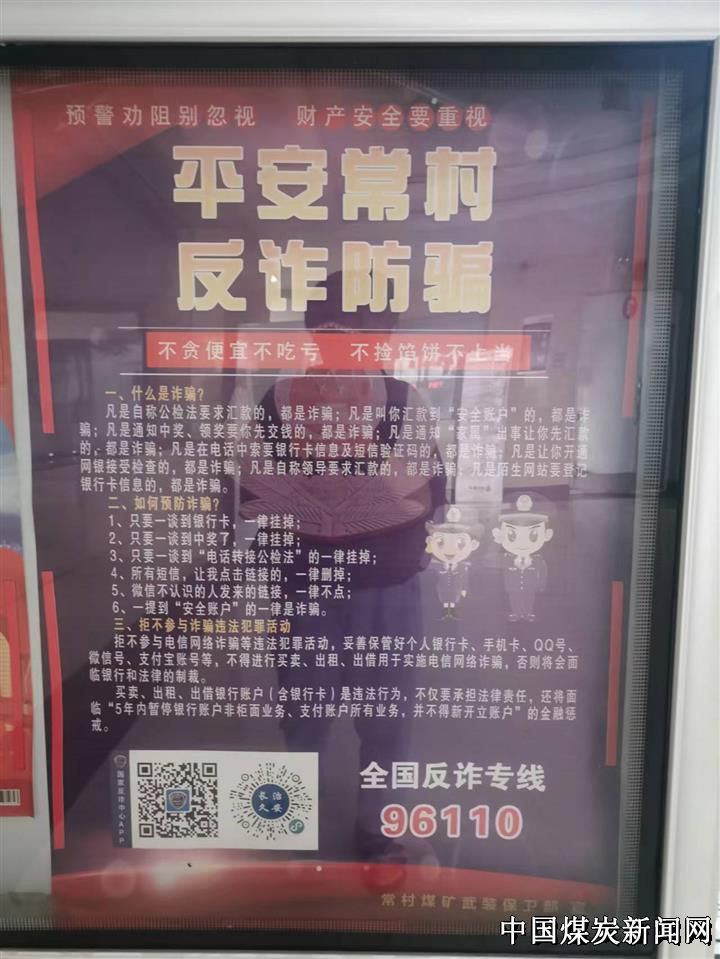 预警劝阻别忽视 财产安全要重视
平安常村
反诈防骗
不贪便宜不吃亏 不捡馅饼不上当
一、什么是诈骗？
凡是自称公检法要求汇款的，都是诈骗；凡是叫你汇款到“安全账户”的，都是诈
骗；凡是通知中奖、领奖要你先交钱的，都是诈骗；凡是通知“家属”出事让你先汇款
的，都是诈骗；凡是在电话中索要银行卡信息及短信验证码的，都是诈骗；凡是让你开通
网银接受检查的，都是诈骗；凡是自称领导要求汇款的，都是诈骗；凡是陌生网站要登记
银行卡信息的，都是诈骗。
二、如何预防诈骗？
1、只要一谈到银行卡，一律挂掉；
2、只要一谈到中奖了，一律挂掉；
3、只要一谈到“电话转接公检法”的一律挂掉；
4、所有短信，让我点击链接的，一律删掉；
5、微信不认识的人发来的链接，一律不点；
6、一提到“安全账户”的一律是诈骗。
三、拒不参与诈骗违法犯罪活动
拒不参与电信网络诈骗等违法犯罪活动，妥善保管好个人银行卡、手机卡、QQ号、
微信号、支付宝账号等，不得进行买卖、出租、出借用于实施电信网络诈骗，否则将会面
临银行和法律的制裁。
买卖、出租、出借银行账户（含银行卡）是违法行为，不仅要承担法律责任，还将面
临“5年内暂停银行账户非柜面业务、支付账户所有业务，并不得新开立账户”的金融惩
戒。
国家反诈中心APP
长治
久安
全国反诈专线
96110
常村煤矿武装保卫部 宣
中国煤炭新闻网